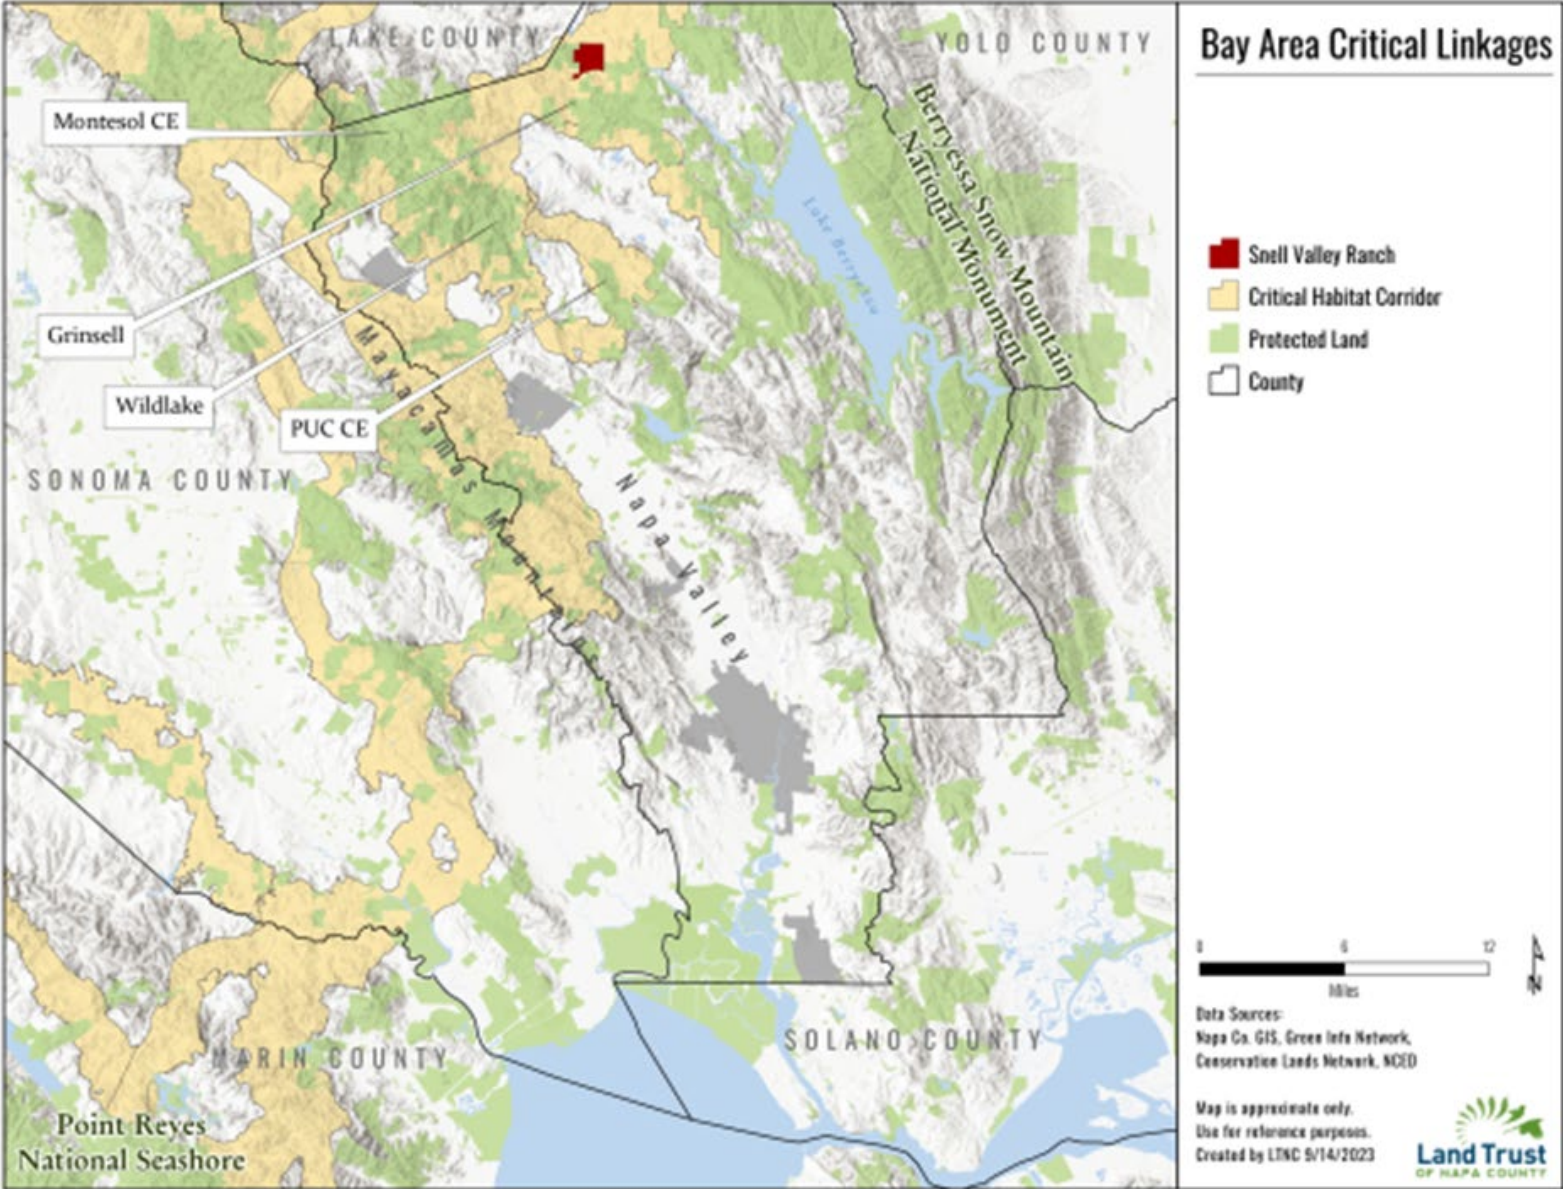 Bay Area Critical Linkages
LAKE COUNTY
YOLO COUNTY
Montesol CE
Berryessa Snow Mountain
National Monument
Lake Berryessa
Grinsell
Wildlake
PUC CE
Mayacamas Mountains
SONOMA COUNTY
Napa Valley
MARIN COUNTY
SOLANO COUNTY
Point Reyes
National Seashore
Snell Valley Ranch
Critical Habitat Corridor
Protected Land
County
0 6 12
Miles
N
Data Sources:
Napa Co. GIS, Green Info Network,
Conservation Lands Network, NCED
Map is approximate only.
Use for reference purposes.
Created by LTNC 9/14/2023
Land Trust
OF NAPA COUNTY